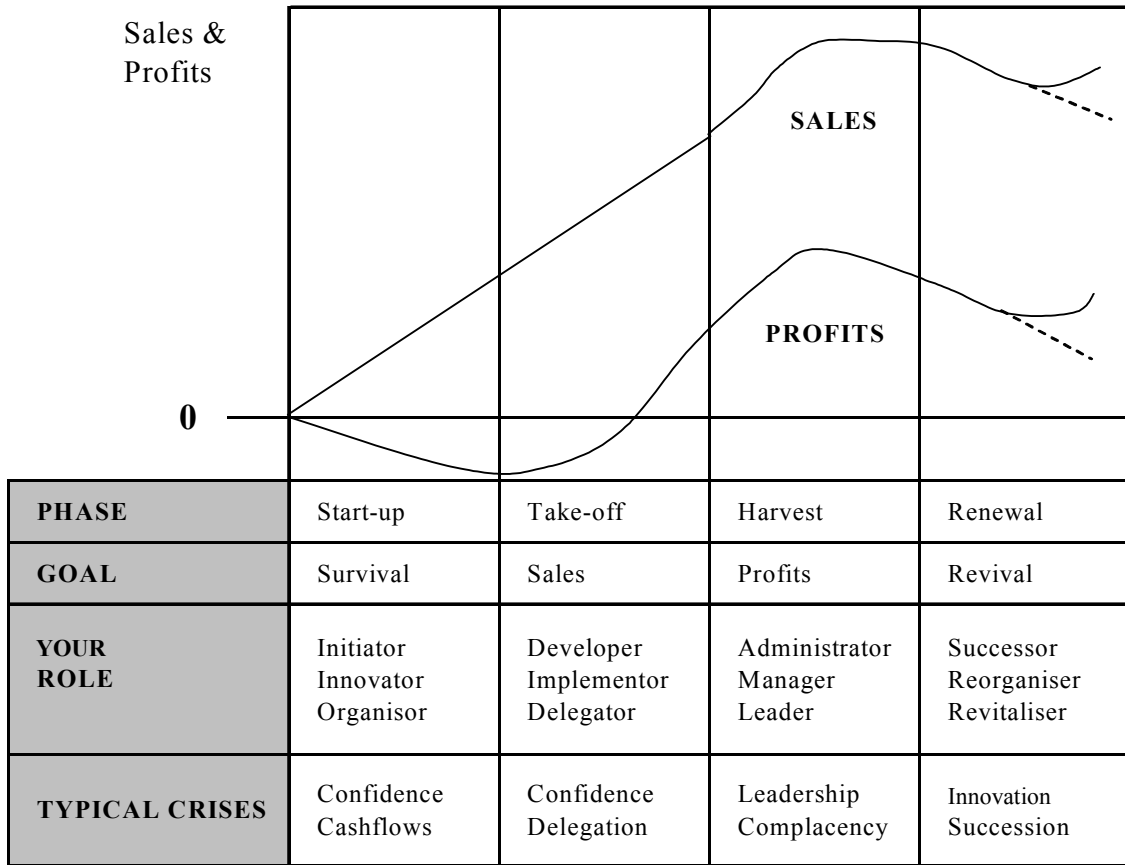 Sales &
Profits
SALES
PROFITS
0
PHASE
Start-up
Take-off
Harvest
Renewal
GOAL
Survival
Sales
Profits
Revival
YOUR
ROLE
Initiator
Innovator
Organisor
Developer
Implementor
Delegator
Administrator
Manager
Leader
Successor
Reorganiser
Revitaliser
TYPICAL CRISES
Confidence
Cashflows
Confidence
Delegation
Leadership
Complacency
Innovation
Succession